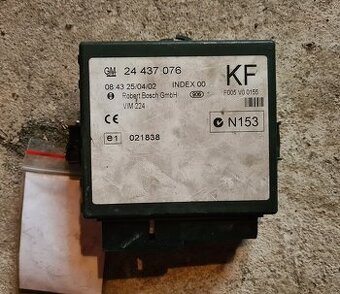 GM 24 437 076
KF
08:43 25/04/02 INDEX 00
Robert Bosch GmbH
F005 V0 0155
VIM 224
CE
N153
e1 021838